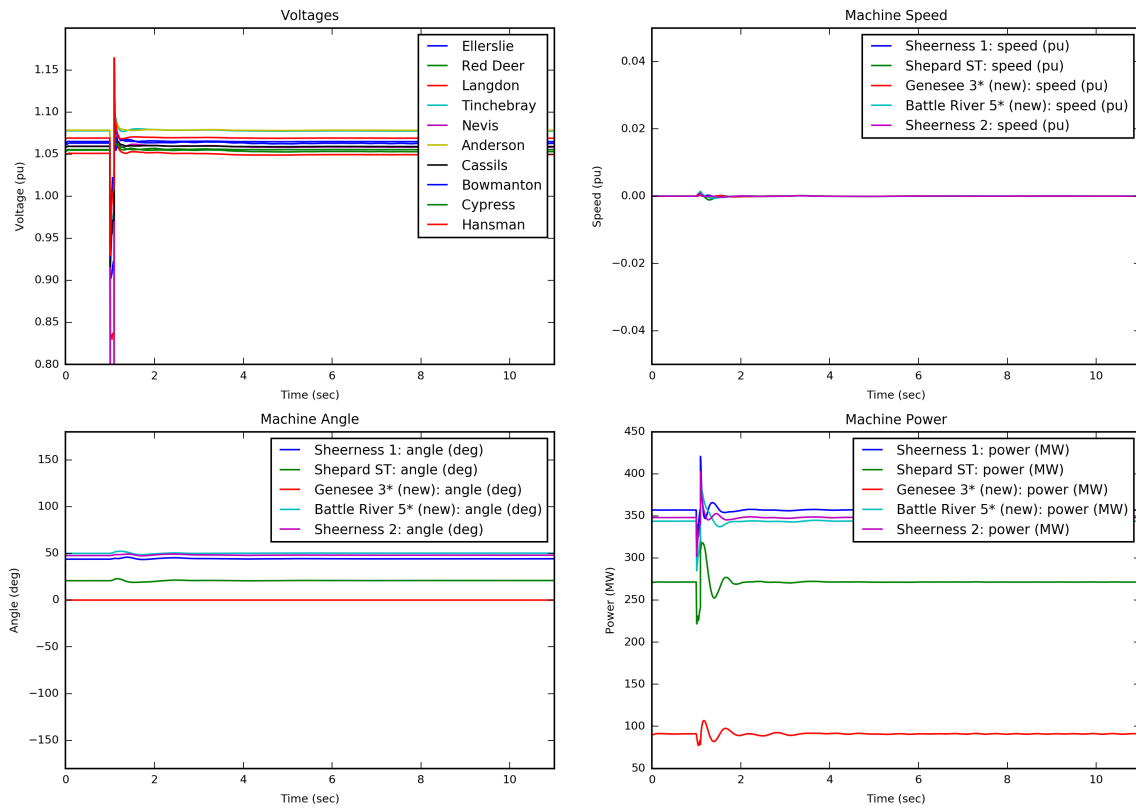 Voltages
1.15
1.10
1.05
1.00
0.95
0.90
0.85
0.80
Voltage (pu)
0 2 4 6 8 10
Time (sec)
Ellerslie
Red Deer
Langdon
Tinchebray
Nevis
Anderson
Cassils
Bowmanton
Cypress
Hansman
Machine Speed
0.04
0.02
0.00
−0.02
−0.04
Speed (pu)
0 2 4 6 8 10
Time (sec)
Sheerness 1: speed (pu)
Shepard ST: speed (pu)
Genesee 3* (new): speed (pu)
Battle River 5* (new): speed (pu)
Sheerness 2: speed (pu)
Machine Angle
150
100
50
0
−50
−100
−150
Angle (deg)
0 2 4 6 8 10
Time (sec)
Sheerness 1: angle (deg)
Shepard ST: angle (deg)
Genesee 3* (new): angle (deg)
Battle River 5* (new): angle (deg)
Sheerness 2: angle (deg)
Machine Power
450
400
350
300
250
200
150
100
50
Power (MW)
0 2 4 6 8 10
Time (sec)
Sheerness 1: power (MW)
Shepard ST: power (MW)
Genesee 3* (new): power (MW)
Battle River 5* (new): power (MW)
Sheerness 2: power (MW)